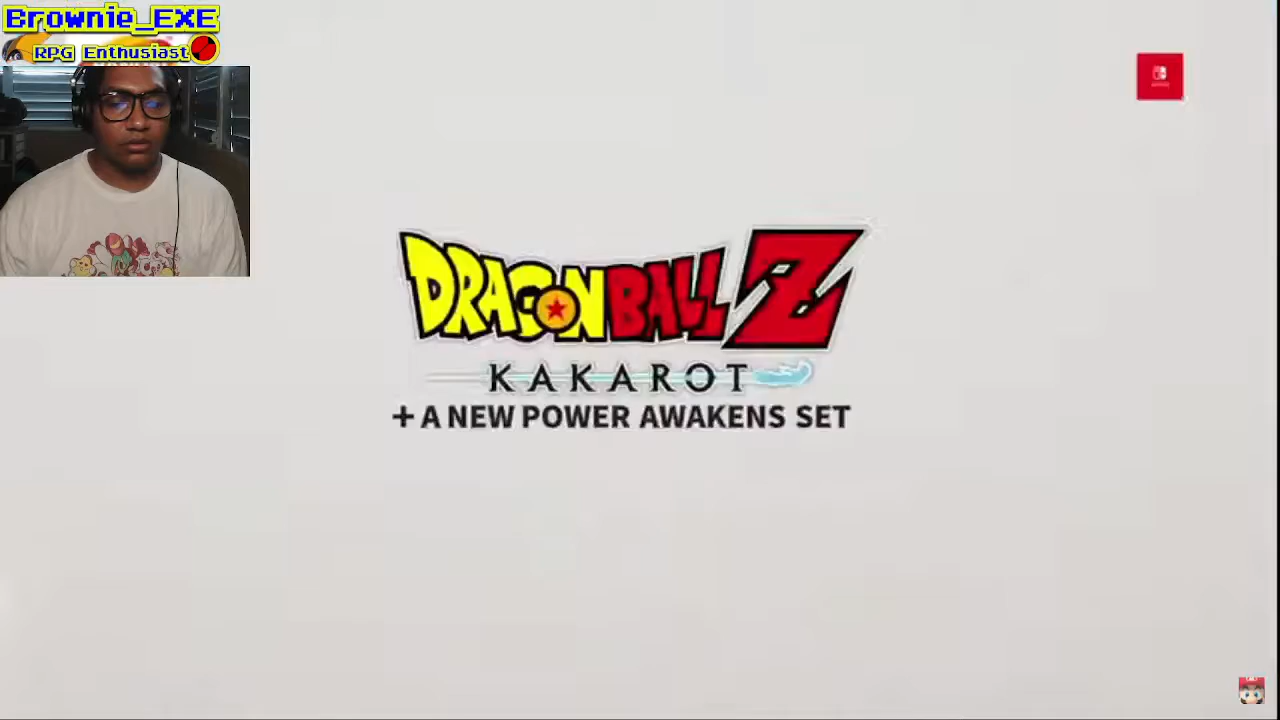 Brownie_EXE
RPG Enthusiast
DRAGON BALL Z
KAKAROT
+ A NEW POWER AWAKENS SET